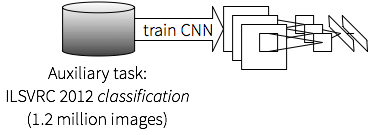 train CNN
Auxiliary task:
ILSVRC 2012 classification
(1.2 million images)